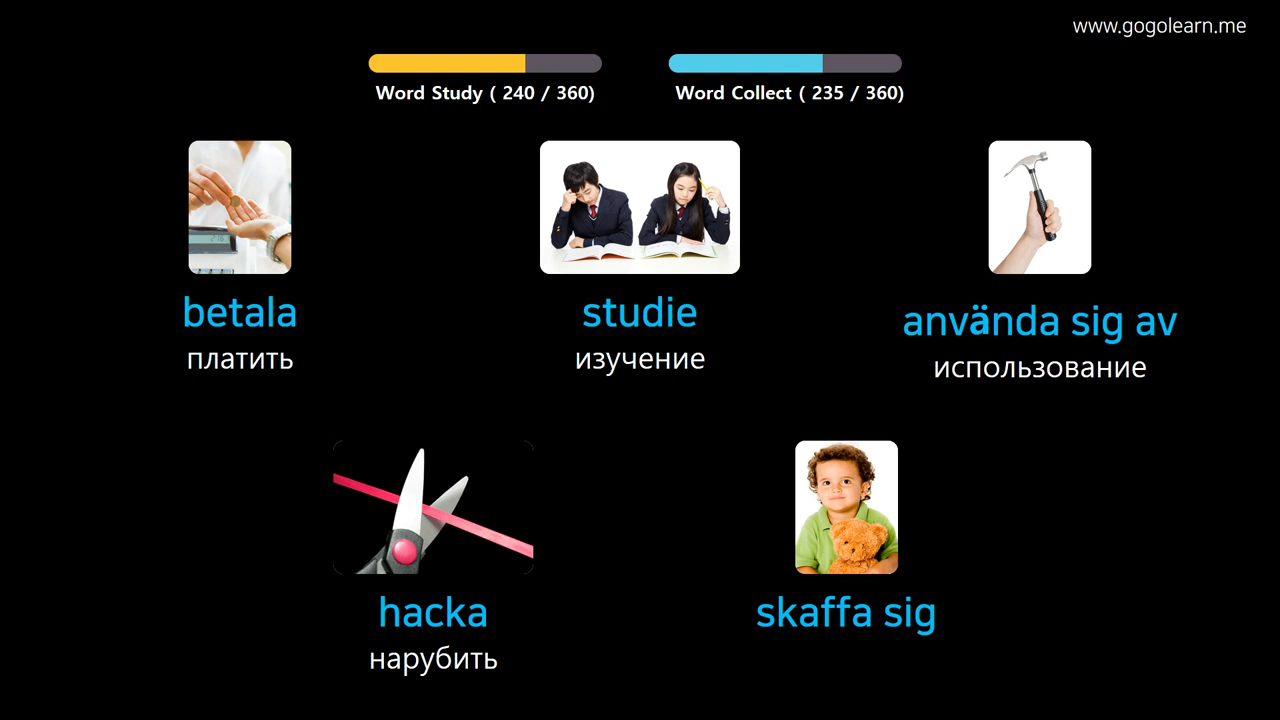 www.gogolearn.me
Word Study ( 240 / 360)
Word Collect ( 235 / 360)
betala
платить
studie
изучение
använda sig av
использование
hacka
нарубить
skaffa sig